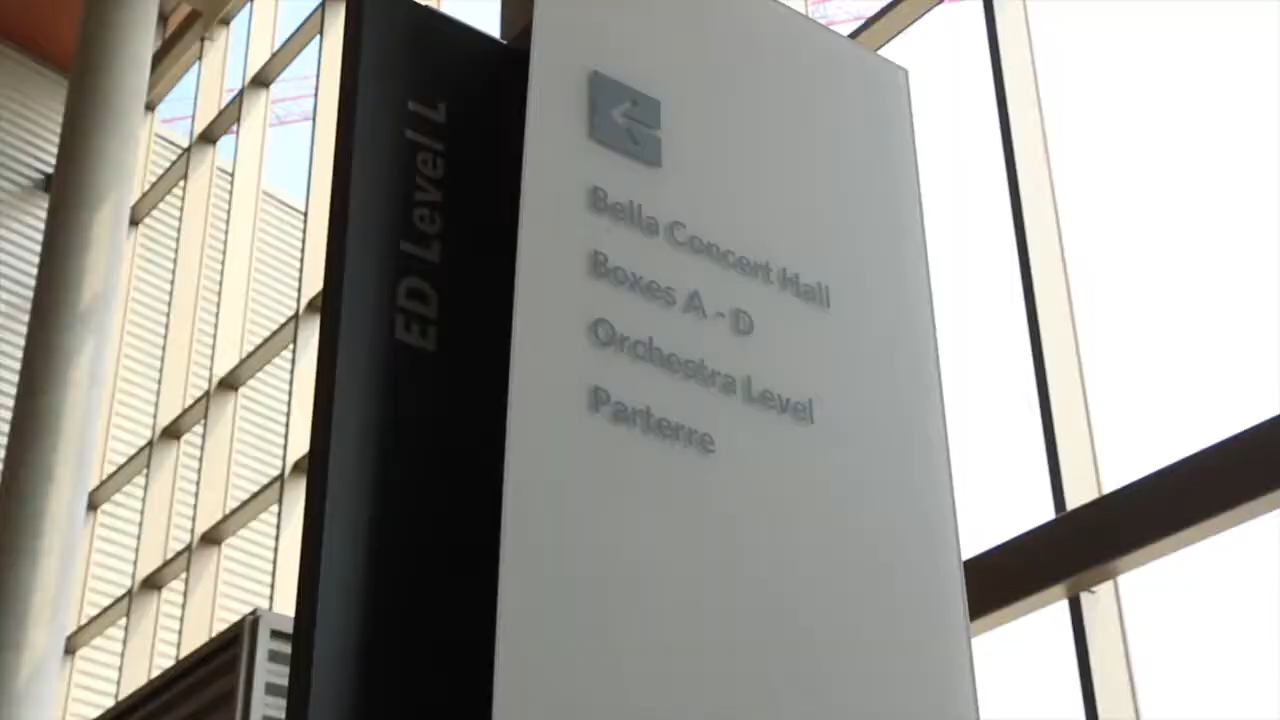 ED Level L
Bella Concert Hall
Boxes A - D
Orchestra Level
Parterre